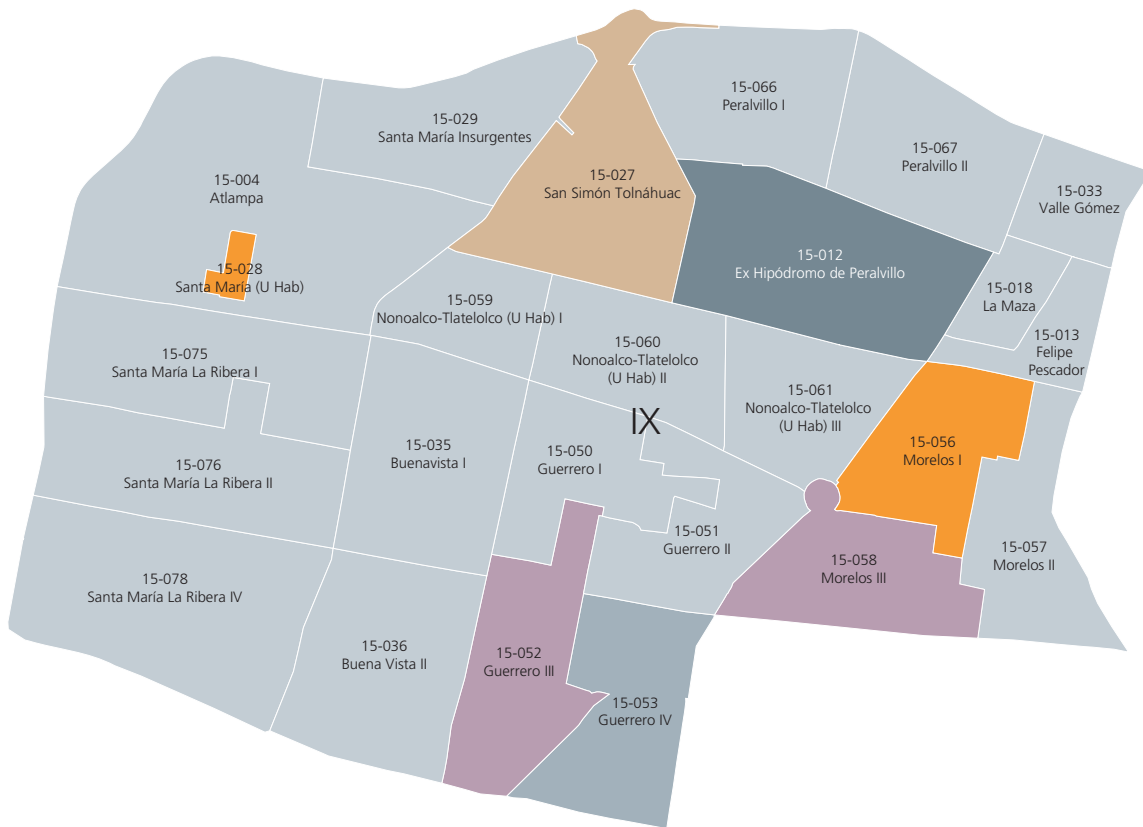 15-066
Peralvillo I
15-029
Santa María Insurgentes
15-067
Peralvillo II
15-027
San Simón Tolnáhuac
15-004
Atlampa
15-033
Valle Gómez
15-012
Ex Hipódromo de Peralvillo
15-028
Santa María (U Hab)
15-018
La Maza
15-059
Nonoalco-Tlatelolco (U Hab) I
15-013
Felipe
Pescador
15-060
Nonoalco-Tlatelolco
(U Hab) II
15-075
Santa María La Ribera I
15-061
Nonoalco-Tlatelolco
(U Hab) III
IX
15-056
Morelos I
15-035
Buenavista I
15-050
Guerrero I
15-076
Santa María La Ribera II
15-051
Guerrero II
15-057
Morelos II
15-058
Morelos III
15-078
Santa María La Ribera IV
15-036
Buena Vista II
15-052
Guerrero III
15-053
Guerrero IV